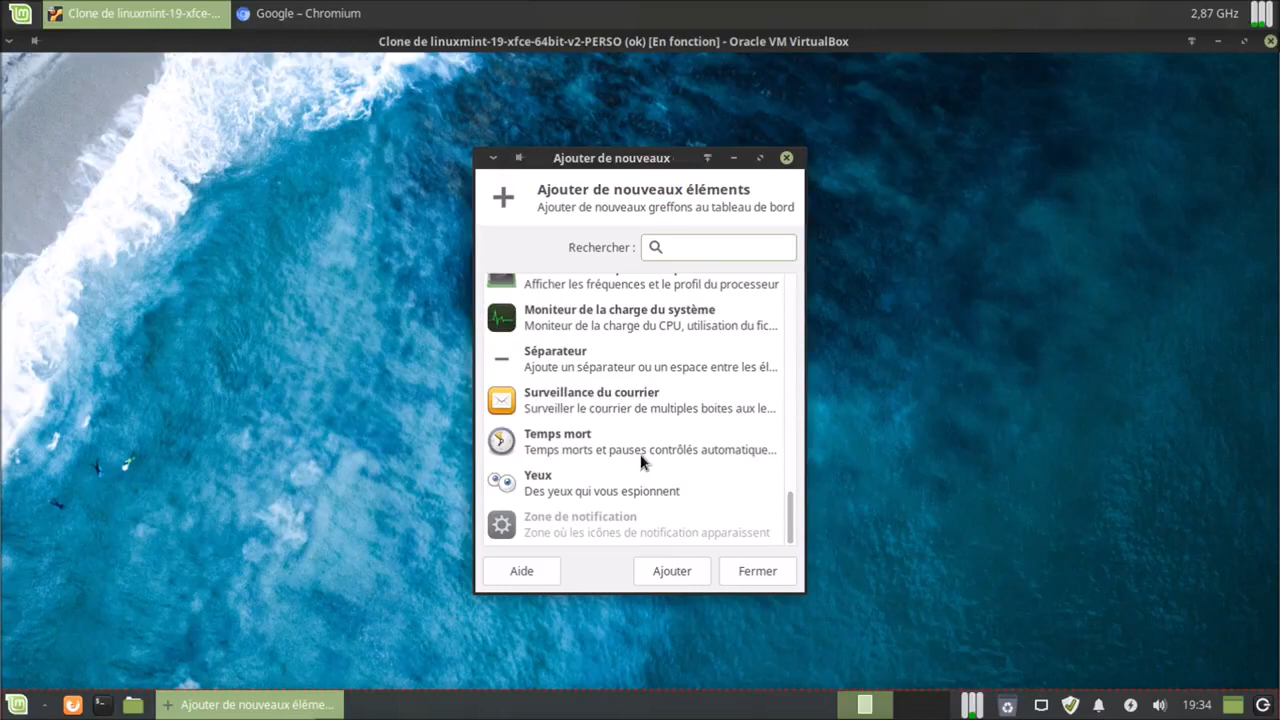 Clone de linuxmint-19-xfce-...
Google – Chromium
2,87 GHz
Clone de linuxmint-19-xfce-64bit-v2-PERSO (ok) [En fonction] - Oracle VM VirtualBox
Ajouter de nouveaux
Ajouter de nouveaux éléments
Ajouter de nouveaux greffons au tableau de bord
Rechercher :
Afficher les fréquences et le profil du processeur
Moniteur de la charge du système
Moniteur de la charge du CPU, utilisation du fic...
Séparateur
Ajoute un séparateur ou un espace entre les él...
Surveillance du courrier
Surveiller le courrier de multiples boites aux le...
Temps mort
Temps morts et pauses contrôlés automatique...
Yeux
Des yeux qui vous espionnent
Zone de notification
Zone où les icônes de notification apparaissent
Aide
Ajouter
Fermer
Ajouter de nouveaux éléme...
19:34